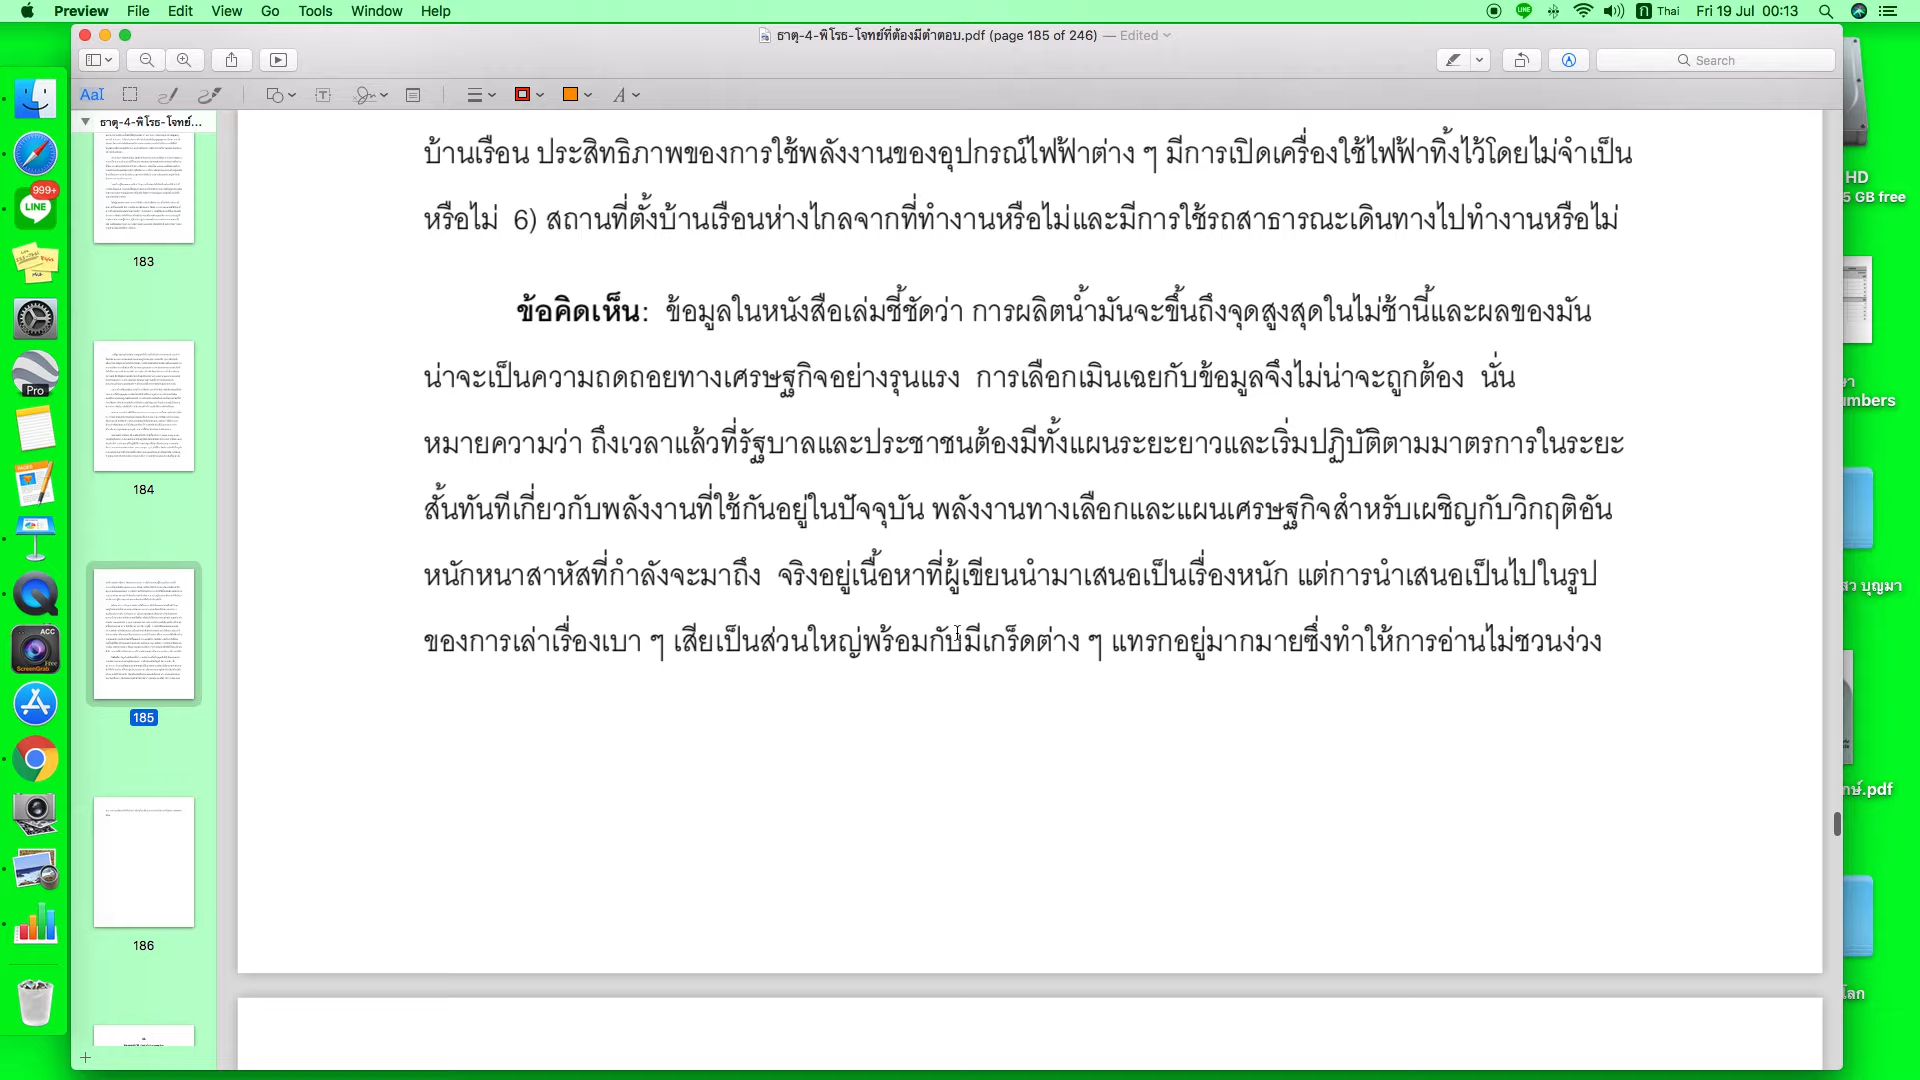 Preview File Edit View Go Tools Window Help Thai Fri 19 Jul 00:13
ธาตุ-4-พิโรธ-โจทย์ที่ต้องมีคำตอบ.pdf (page 185 of 246) — Edited
Search
AaI
ธาตุ-4-พิโรธ-โจทย์...
บ้านเรือน ประสิทธิภาพของการใช้พลังงานของอุปกรณ์ไฟฟ้าต่าง ๆ มีการเปิดเครื่องใช้ไฟฟ้าทิ้งไว้โดยไม่จำเป็น
หรือไม่ 6) สถานที่ตั้งบ้านเรือนห่างไกลจากที่ทำงานหรือไม่และมีการใช้รถสาธารณะเดินทางไปทำงานหรือไม่
ข้อคิดเห็น: ข้อมูลในหนังสือเล่มชี้ชัดว่า การผลิตน้ำมันจะขึ้นถึงจุดสูงสุดในไม่ช้านี้และผลของมัน
น่าจะเป็นความถดถอยทางเศรษฐกิจอย่างรุนแรง การเลือกเมินเฉยกับข้อมูลจึงไม่น่าจะถูกต้อง นั่น
หมายความว่า ถึงเวลาแล้วที่รัฐบาลและประชาชนต้องมีทั้งแผนระยะยาวและเริ่มปฏิบัติตามมาตรการในระยะ
สั้นทันทีเกี่ยวกับพลังงานที่ใช้กันอยู่ในปัจจุบัน พลังงานทางเลือกและแผนเศรษฐกิจสำหรับเผชิญกับวิกฤติอัน
หนักหนาสาหัสที่กำลังจะมาถึง จริงอยู่เนื้อหาที่ผู้เขียนนำมาเสนอเป็นเรื่องหนัก แต่การนำเสนอเป็นไปในรูป
ของการเล่าเรื่องเบา ๆ เสียเป็นส่วนใหญ่พร้อมกับมีเกร็ดต่าง ๆ แทรกอยู่มากมายซึ่งทำให้การอ่านไม่ชวนง่วง
183
184
185
186
999+
LINE
Pro
ACC
ScreenGrab
Free
HD
5 GB free
mbers
สว บุญมา
กษ์.pdf
โลก